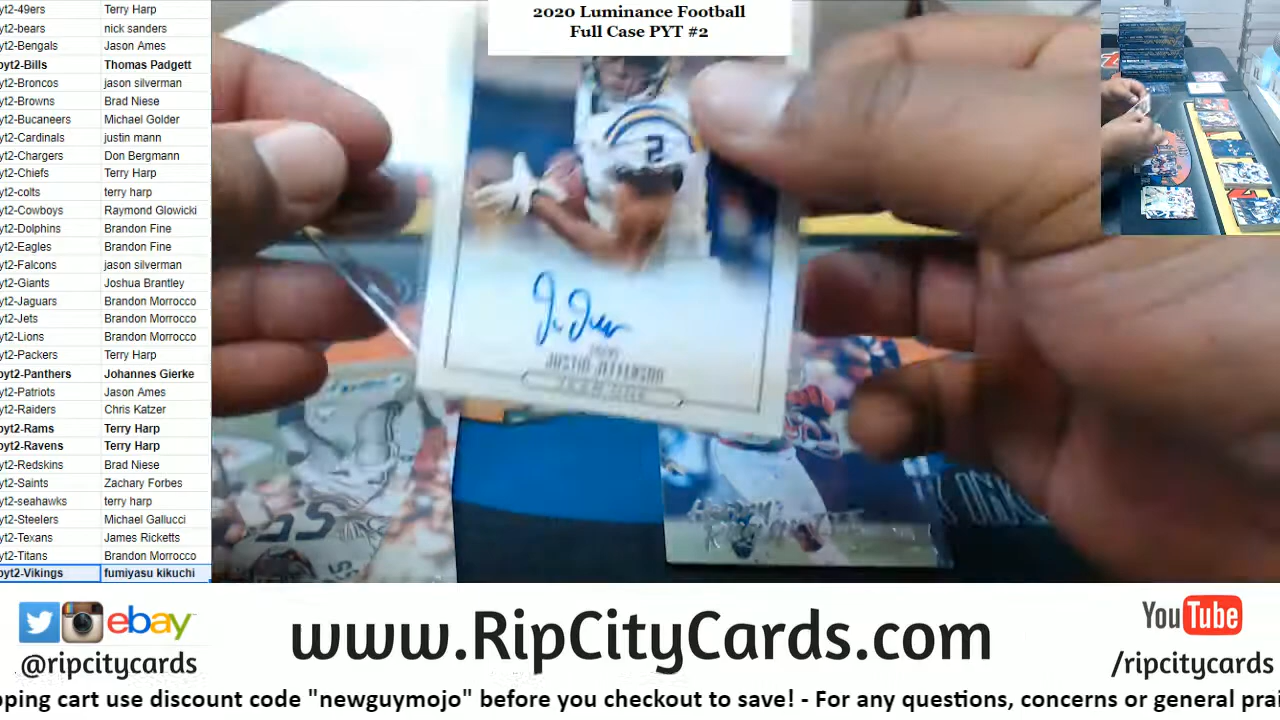 2020 Luminance Football
Full Case PYT #2
yt2-49ers Terry Harp
yt2-bears nick sanders
yt2-Bengals Jason Ames
pyt2-Bills Thomas Padgett
yt2-Broncos jason silverman
yt2-Browns Brad Niese
yt2-Bucaneers Michael Golder
yt2-Cardinals justin mann
yt2-Chargers Don Bergmann
yt2-Chiefs Terry Harp
yt2-colts terry harp
yt2-Cowboys Raymond Glowicki
yt2-Dolphins Brandon Fine
yt2-Eagles Brandon Fine
yt2-Falcons jason silverman
yt2-Giants Joshua Brantley
yt2-Jaguars Brandon Morrocco
yt2-Jets Brandon Morrocco
yt2-Lions Brandon Morrocco
yt2-Packers Terry Harp
pyt2-Panthers Johannes Gierke
yt2-Patriots Jason Ames
yt2-Raiders Chris Katzer
yt2-Rams Terry Harp
yt2-Ravens Terry Harp
yt2-Redskins Brad Niese
yt2-Saints Zachary Forbes
yt2-seahawks terry harp
yt2-Steelers Michael Gallucci
yt2-Texans James Ricketts
yt2-Titans Brandon Morrocco
pyt2-Vikings fumiyasu kikuchi
2
JUSTIN JEFFERSON
ebay
@ripcitycards
www.RipCityCards.com
YouTube
/ripcitycards
pping cart use discount code "newguymojo" before you checkout to save! - For any questions, concerns or general prai